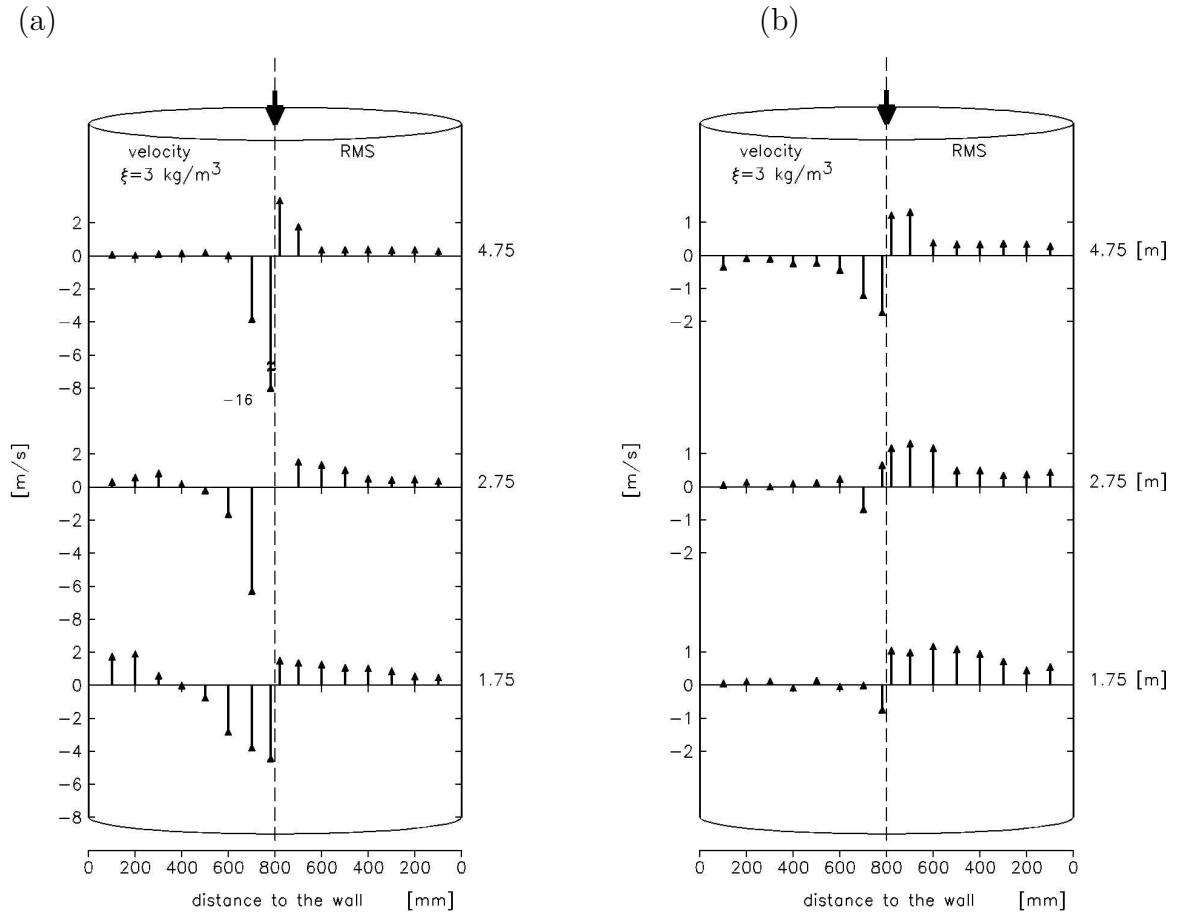 (a)
velocity
RMS
ξ=3 kg/m³
2
0
-2
-4
-6
-8
-16
4.75
2
0
-2
-4
-6
-8
2.75
[m/s]
2
0
-2
-4
-6
-8
1.75
0 200 400 600 800 600 400 200 0
distance to the wall [mm]
(b)
velocity
RMS
ξ=3 kg/m³
1
0
-1
-2
4.75 [m]
1
0
-1
-2
2.75 [m]
[m/s]
1
0
-1
-2
1.75 [m]
0 200 400 600 800 600 400 200 0
distance to the wall [mm]